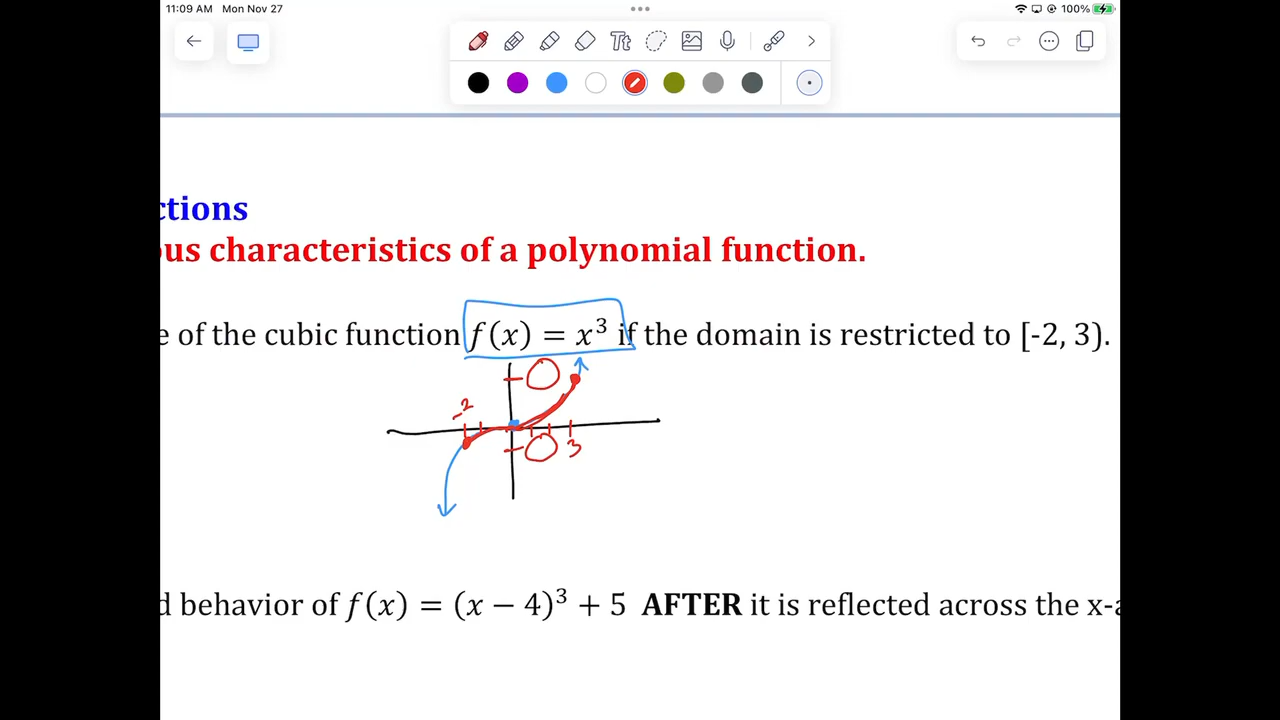 11:09 AM Mon Nov 27
100%
Tt
ctions
ous characteristics of a polynomial function.
e of the cubic function f(x) = x³ if the domain is restricted to [-2, 3).
-2
3
d behavior of f(x) = (x − 4)³ + 5 AFTER it is reflected across the x-a